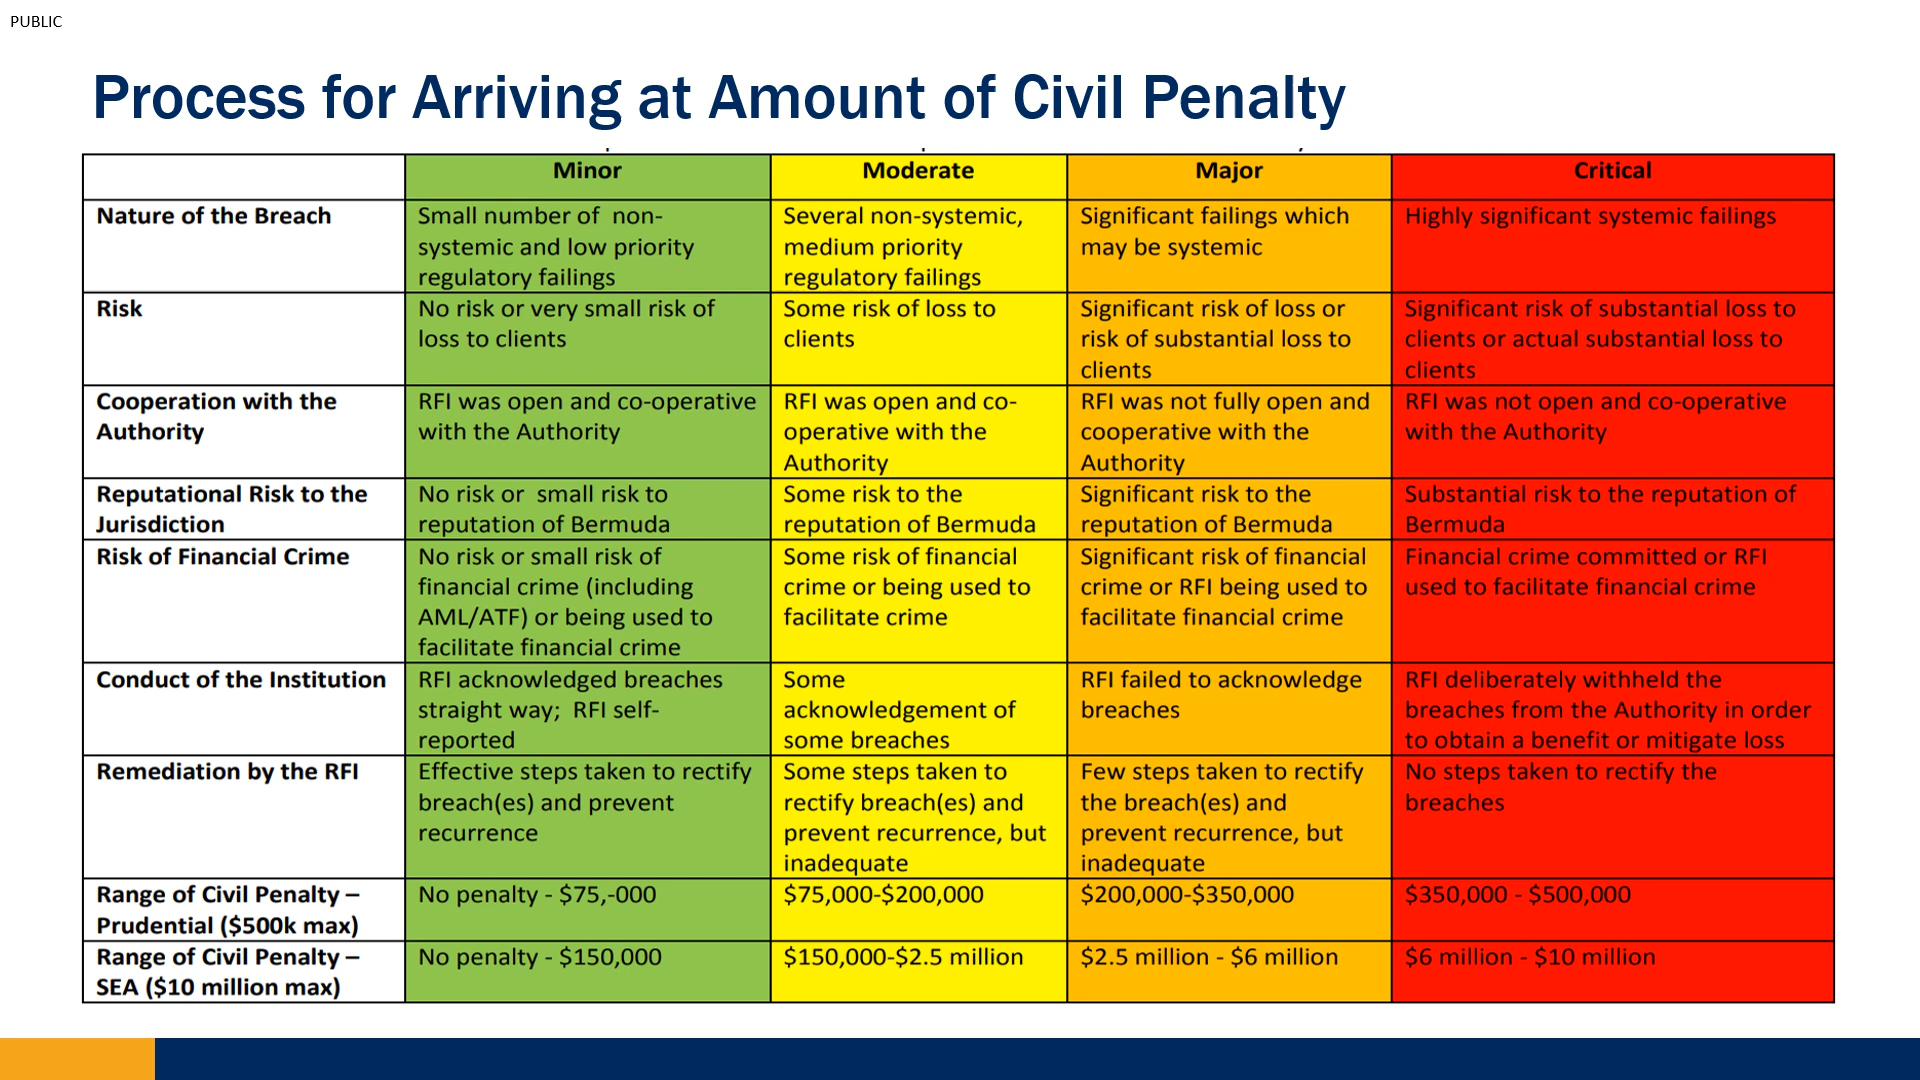 PUBLIC
Process for Arriving at Amount of Civil Penalty
Minor
Moderate
Major
Critical
Nature of the Breach
Small number of  non-
systemic and low priority
regulatory failings
Several non-systemic,
medium priority
regulatory failings
Significant failings which
may be systemic
Highly significant systemic failings
Risk
No risk or very small risk of
loss to clients
Some risk of loss to
clients
Significant risk of loss or
risk of substantial loss to
clients
Significant risk of substantial loss to
clients or actual substantial loss to
clients
Cooperation with the
Authority
RFI was open and co-operative
with the Authority
RFI was open and co-
operative with the
Authority
RFI was not fully open and
cooperative with the
Authority
RFI was not open and co-operative
with the Authority
Reputational Risk to the
Jurisdiction
No risk or  small risk to
reputation of Bermuda
Some risk to the
reputation of Bermuda
Significant risk to the
reputation of Bermuda
Substantial risk to the reputation of
Bermuda
Risk of Financial Crime
No risk or small risk of
financial crime (including
AML/ATF) or being used to
facilitate financial crime
Some risk of financial
crime or being used to
facilitate crime
Significant risk of financial
crime or RFI being used to
facilitate financial crime
Financial crime committed or RFI
used to facilitate financial crime
Conduct of the Institution
RFI acknowledged breaches
straight way;  RFI self-
reported
Some
acknowledgement of
some breaches
RFI failed to acknowledge
breaches
RFI deliberately withheld the
breaches from the Authority in order
to obtain a benefit or mitigate loss
Remediation by the RFI
Effective steps taken to rectify
breach(es) and prevent
recurrence
Some steps taken to
rectify breach(es) and
prevent recurrence, but
inadequate
Few steps taken to rectify
the breach(es) and
prevent recurrence, but
inadequate
No steps taken to rectify the
breaches
Range of Civil Penalty –
Prudential ($500k max)
No penalty - $75,-000
$75,000-$200,000
$200,000-$350,000
$350,000 - $500,000
Range of Civil Penalty –
SEA ($10 million max)
No penalty - $150,000
$150,000-$2.5 million
$2.5 million - $6 million
$6 million - $10 million